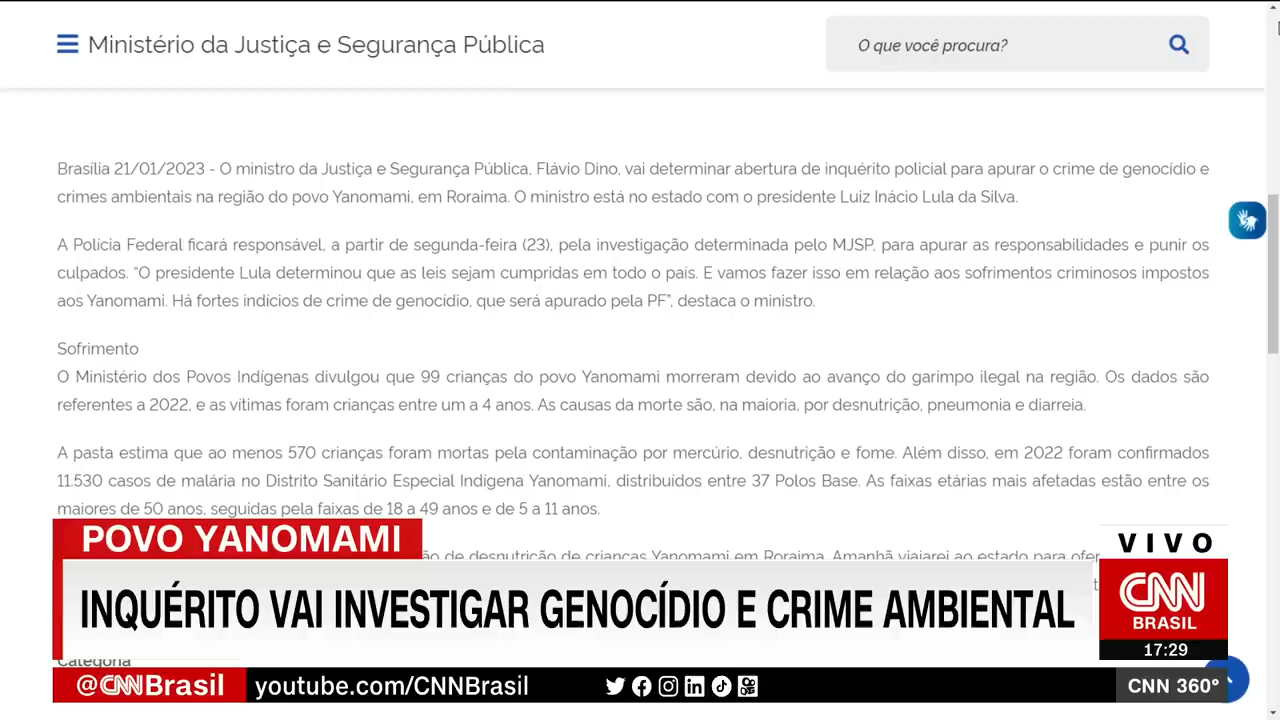 Ministério da Justiça e Segurança Pública
O que você procura?
Brasília 21/01/2023 - O ministro da Justiça e Segurança Pública, Flávio Dino, vai determinar abertura de inquérito policial para apurar o crime de genocídio e
crimes ambientais na região do povo Yanomami, em Roraima. O ministro está no estado com o presidente Luiz Inácio Lula da Silva.
A Polícia Federal ficará responsável, a partir de segunda-feira (23), pela investigação determinada pelo MJSP, para apurar as responsabilidades e punir os
culpados. “O presidente Lula determinou que as leis sejam cumpridas em todo o país. E vamos fazer isso em relação aos sofrimentos criminosos impostos
aos Yanomami. Há fortes indícios de crime de genocídio, que será apurado pela PF”, destaca o ministro.
Sofrimento
O Ministério dos Povos Indígenas divulgou que 99 crianças do povo Yanomami morreram devido ao avanço do garimpo ilegal na região. Os dados são
referentes a 2022, e as vítimas foram crianças entre um a 4 anos. As causas da morte são, na maioria, por desnutrição, pneumonia e diarreia.
A pasta estima que ao menos 570 crianças foram mortas pela contaminação por mercúrio, desnutrição e fome. Além disso, em 2022 foram confirmados
11.530 casos de malária no Distrito Sanitário Especial Indígena Yanomami, distribuídos entre 37 Polos Base. As faixas etárias mais afetadas estão entre os
maiores de 50 anos, seguidas pela faixas de 18 a 49 anos e de 5 a 11 anos.
de desnutrição de crianças Yanomami em Roraima. Amanhã viajarei ao estado para
POVO YANOMAMI
INQUÉRITO VAI INVESTIGAR GENOCÍDIO E CRIME AMBIENTAL
VIVO
CNN
BRASIL
17:29
Categoria
@CNNBrasil
youtube.com/CNNBrasil
CNN 360°